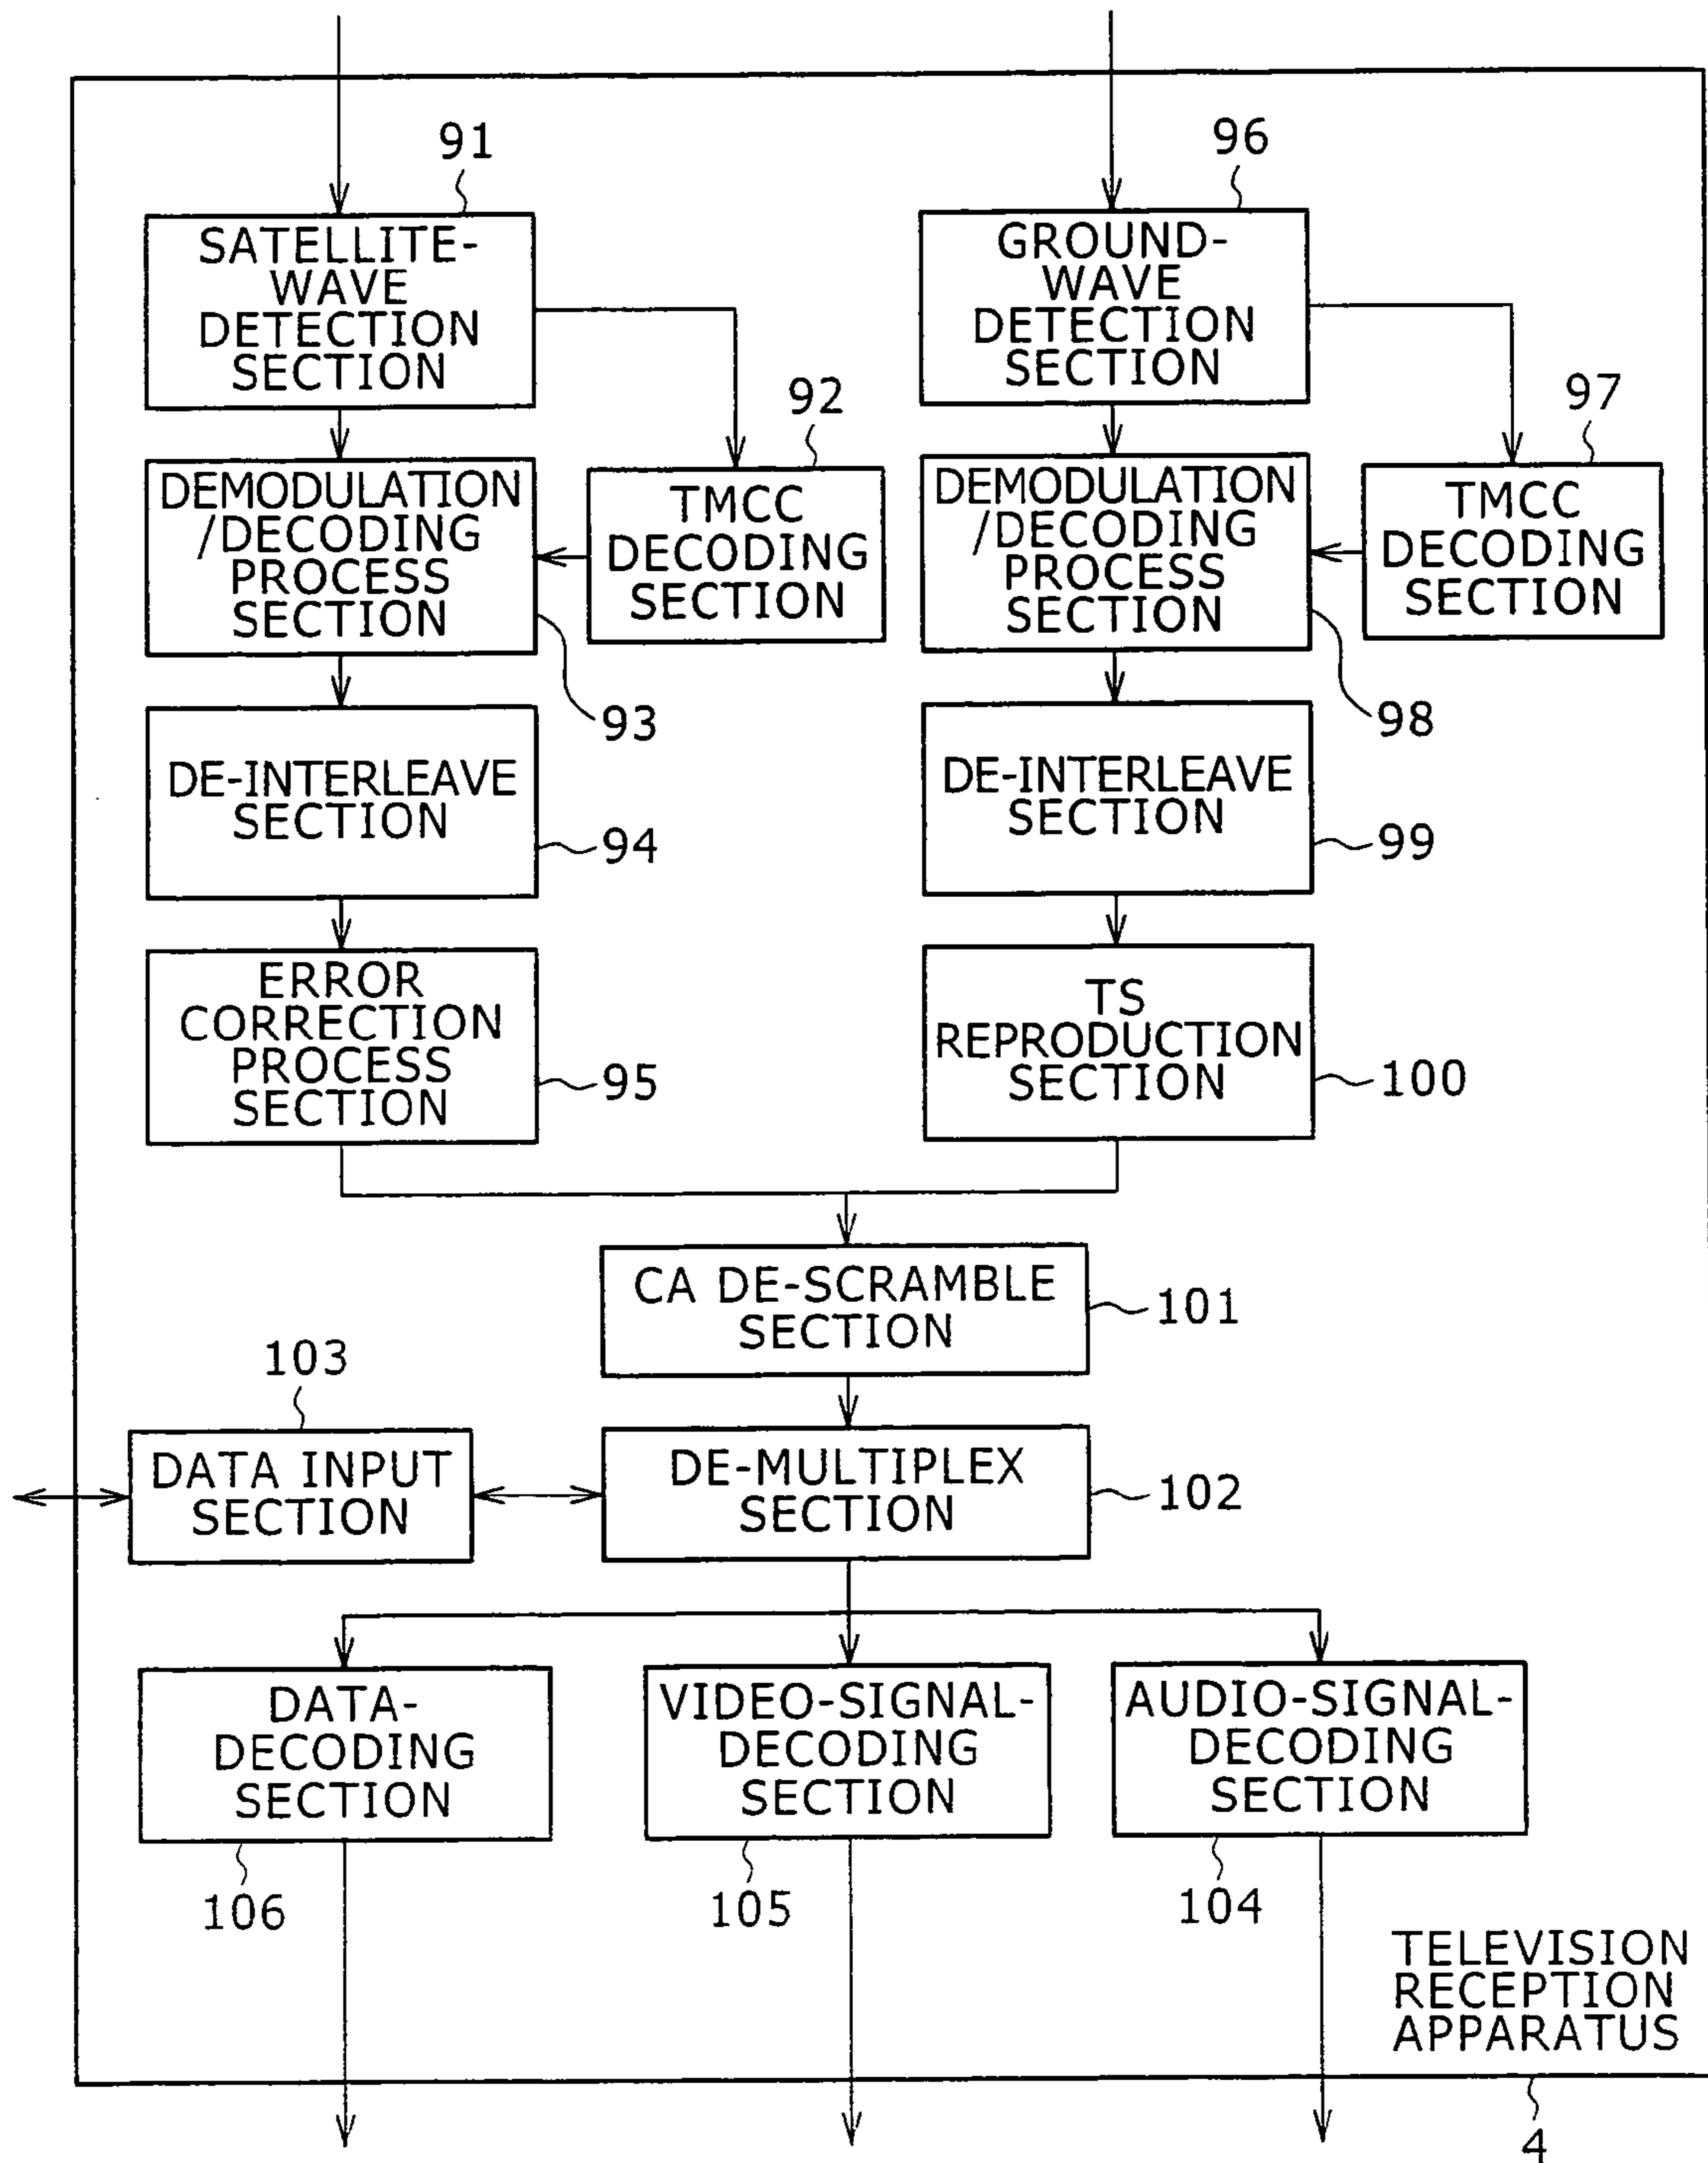 91
SATELLITE-
WAVE
DETECTION
SECTION
96
GROUND-
WAVE
DETECTION
SECTION
92
TMCC
DECODING
SECTION
97
TMCC
DECODING
SECTION
DEMODULATION
/DECODING
PROCESS
SECTION
93
DEMODULATION
/DECODING
PROCESS
SECTION
98
DE-INTERLEAVE
SECTION
94
DE-INTERLEAVE
SECTION
99
ERROR
CORRECTION
PROCESS
SECTION
95
TS
REPRODUCTION
SECTION
100
CA DE-SCRAMBLE
SECTION
101
103
DATA INPUT
SECTION
DE-MULTIPLEX
SECTION
102
DATA-
DECODING
SECTION
106
VIDEO-SIGNAL-
DECODING
SECTION
105
AUDIO-SIGNAL-
DECODING
SECTION
104
TELEVISION
RECEPTION
APPARATUS
4